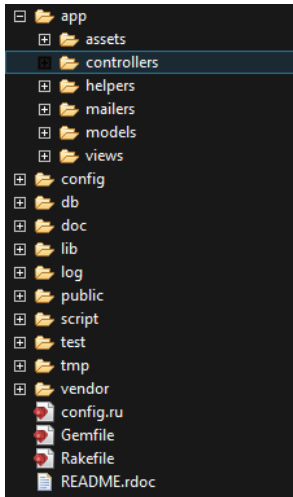 app
assets
controllers
helpers
mailers
models
views
config
db
doc
lib
log
public
script
test
tmp
vendor
config.ru
Gemfile
Rakefile
README.rdoc